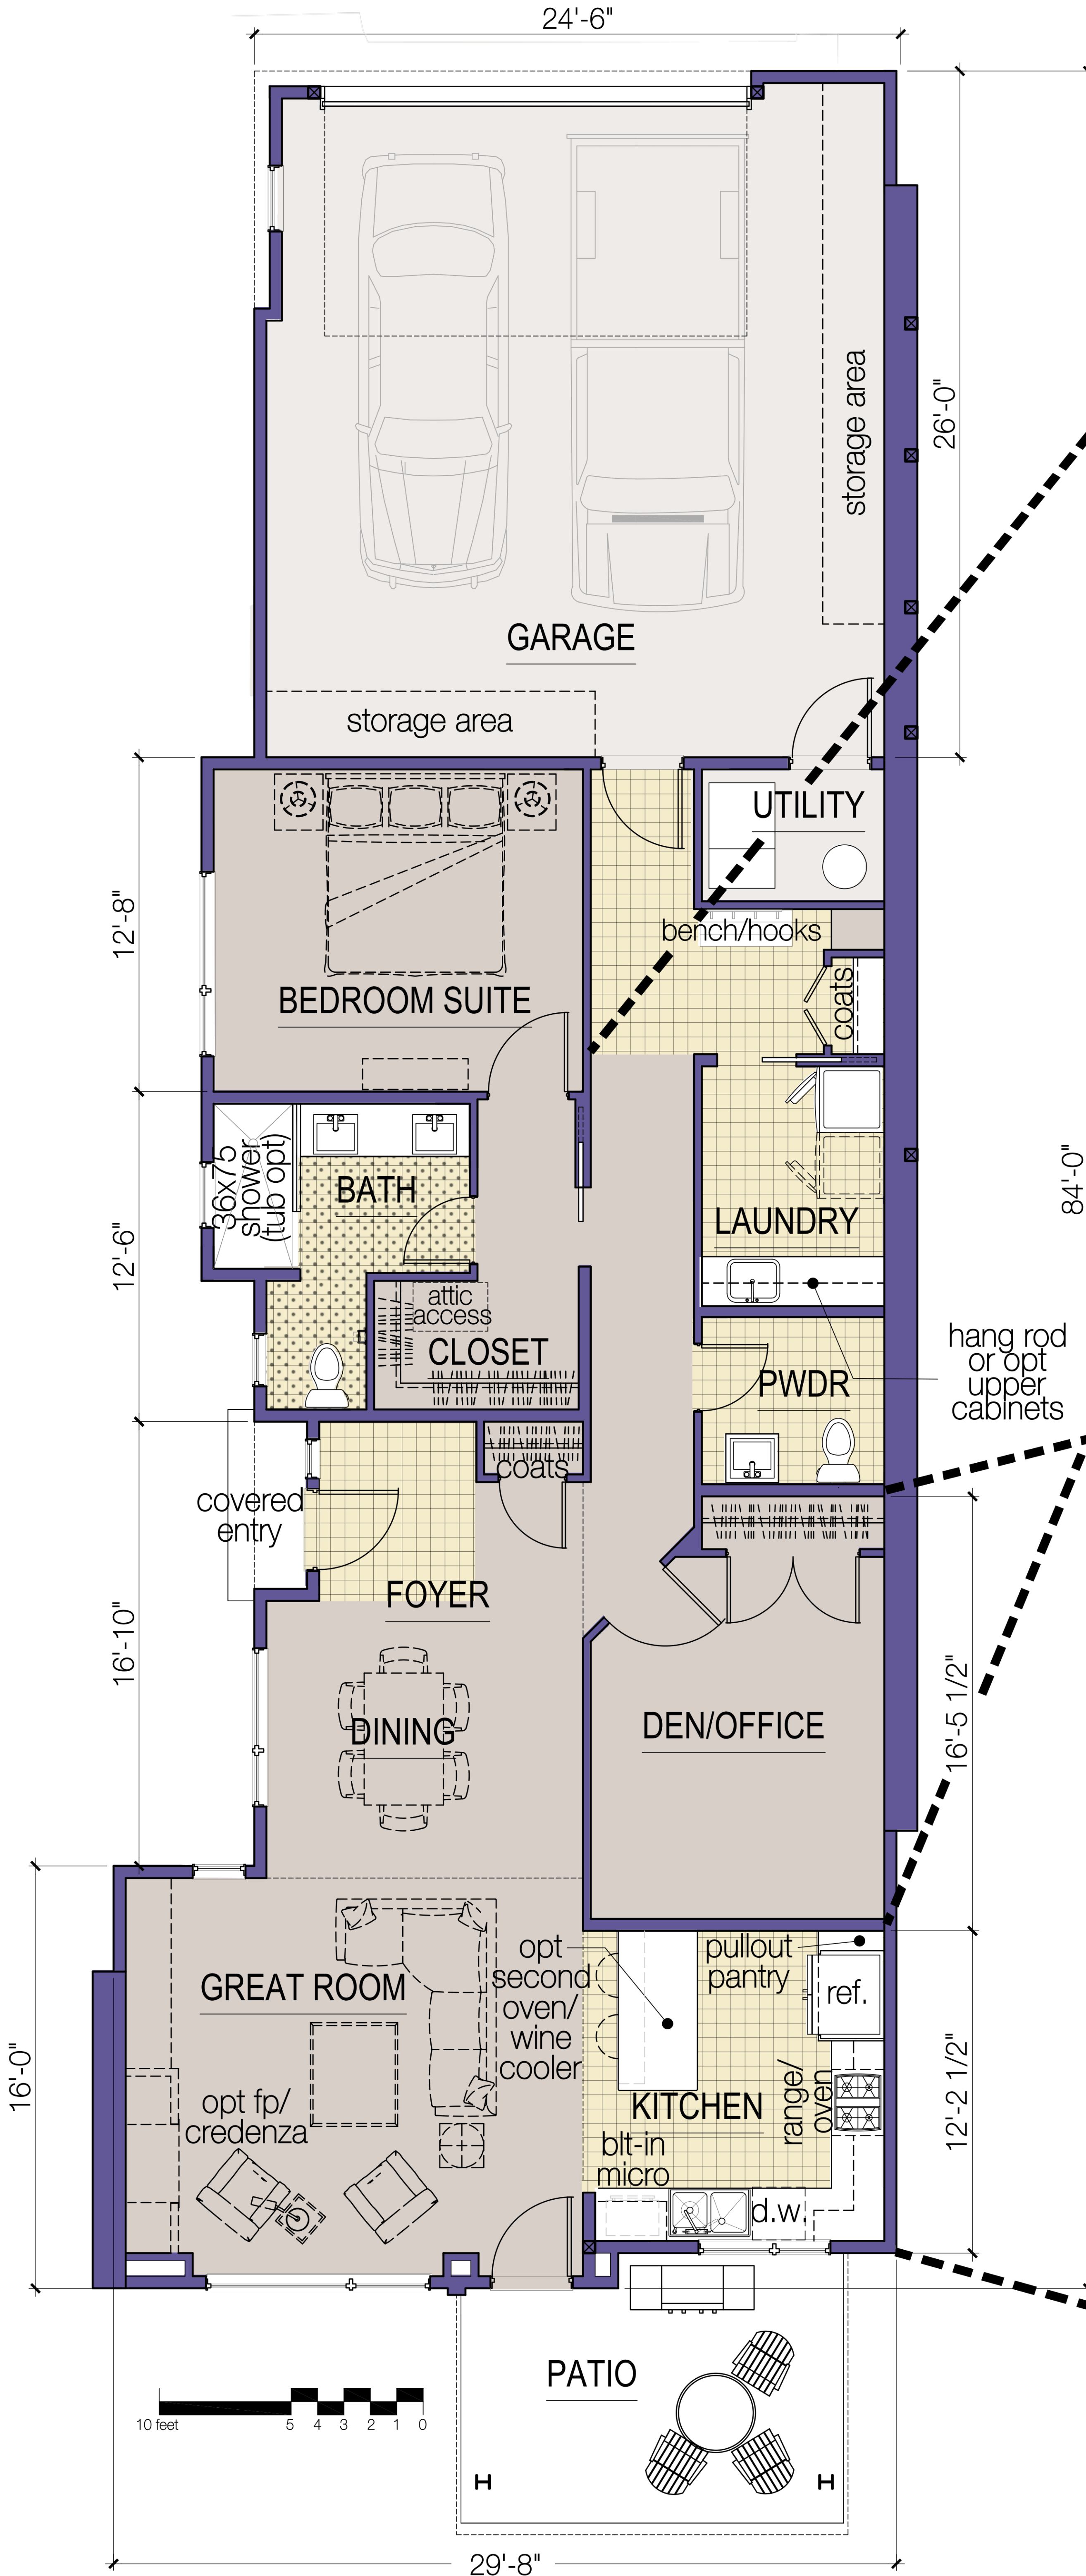 24'-6"
26'-0"
storage area
GARAGE
storage area
UTILITY
12'-8"
bench/hooks
coats
BEDROOM SUITE
36x75
shower
(tub opt)
BATH
84'-0"
LAUNDRY
12'-6"
attic
access
CLOSET
hang rod
or opt
upper
cabinets
PWDR
coats
covered
entry
FOYER
16'-10"
16'-5 1/2"
DINING
DEN/OFFICE
opt
second
oven/
wine
cooler
pullout
pantry
GREAT ROOM
ref.
16'-0"
12'-2 1/2"
range/
oven
KITCHEN
opt fp/
credenza
blt-in
micro
d.w.
PATIO
10 feet 5 4 3 2 1 0
29'-8"